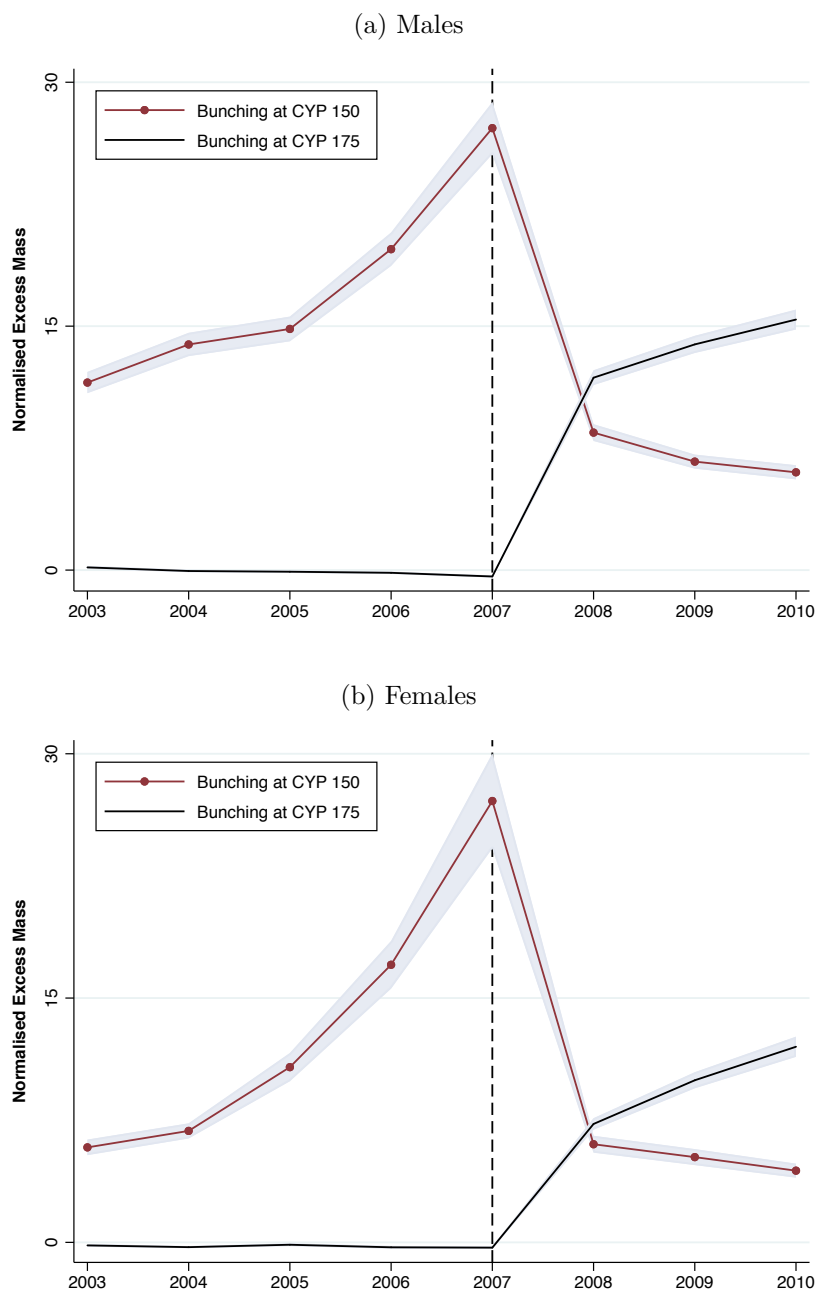 (a) Males
30
15
0
Normalised Excess Mass
Bunching at CYP 150
Bunching at CYP 175
2003 2004 2005 2006 2007 2008 2009 2010
(b) Females
30
15
0
Normalised Excess Mass
Bunching at CYP 150
Bunching at CYP 175
2003 2004 2005 2006 2007 2008 2009 2010